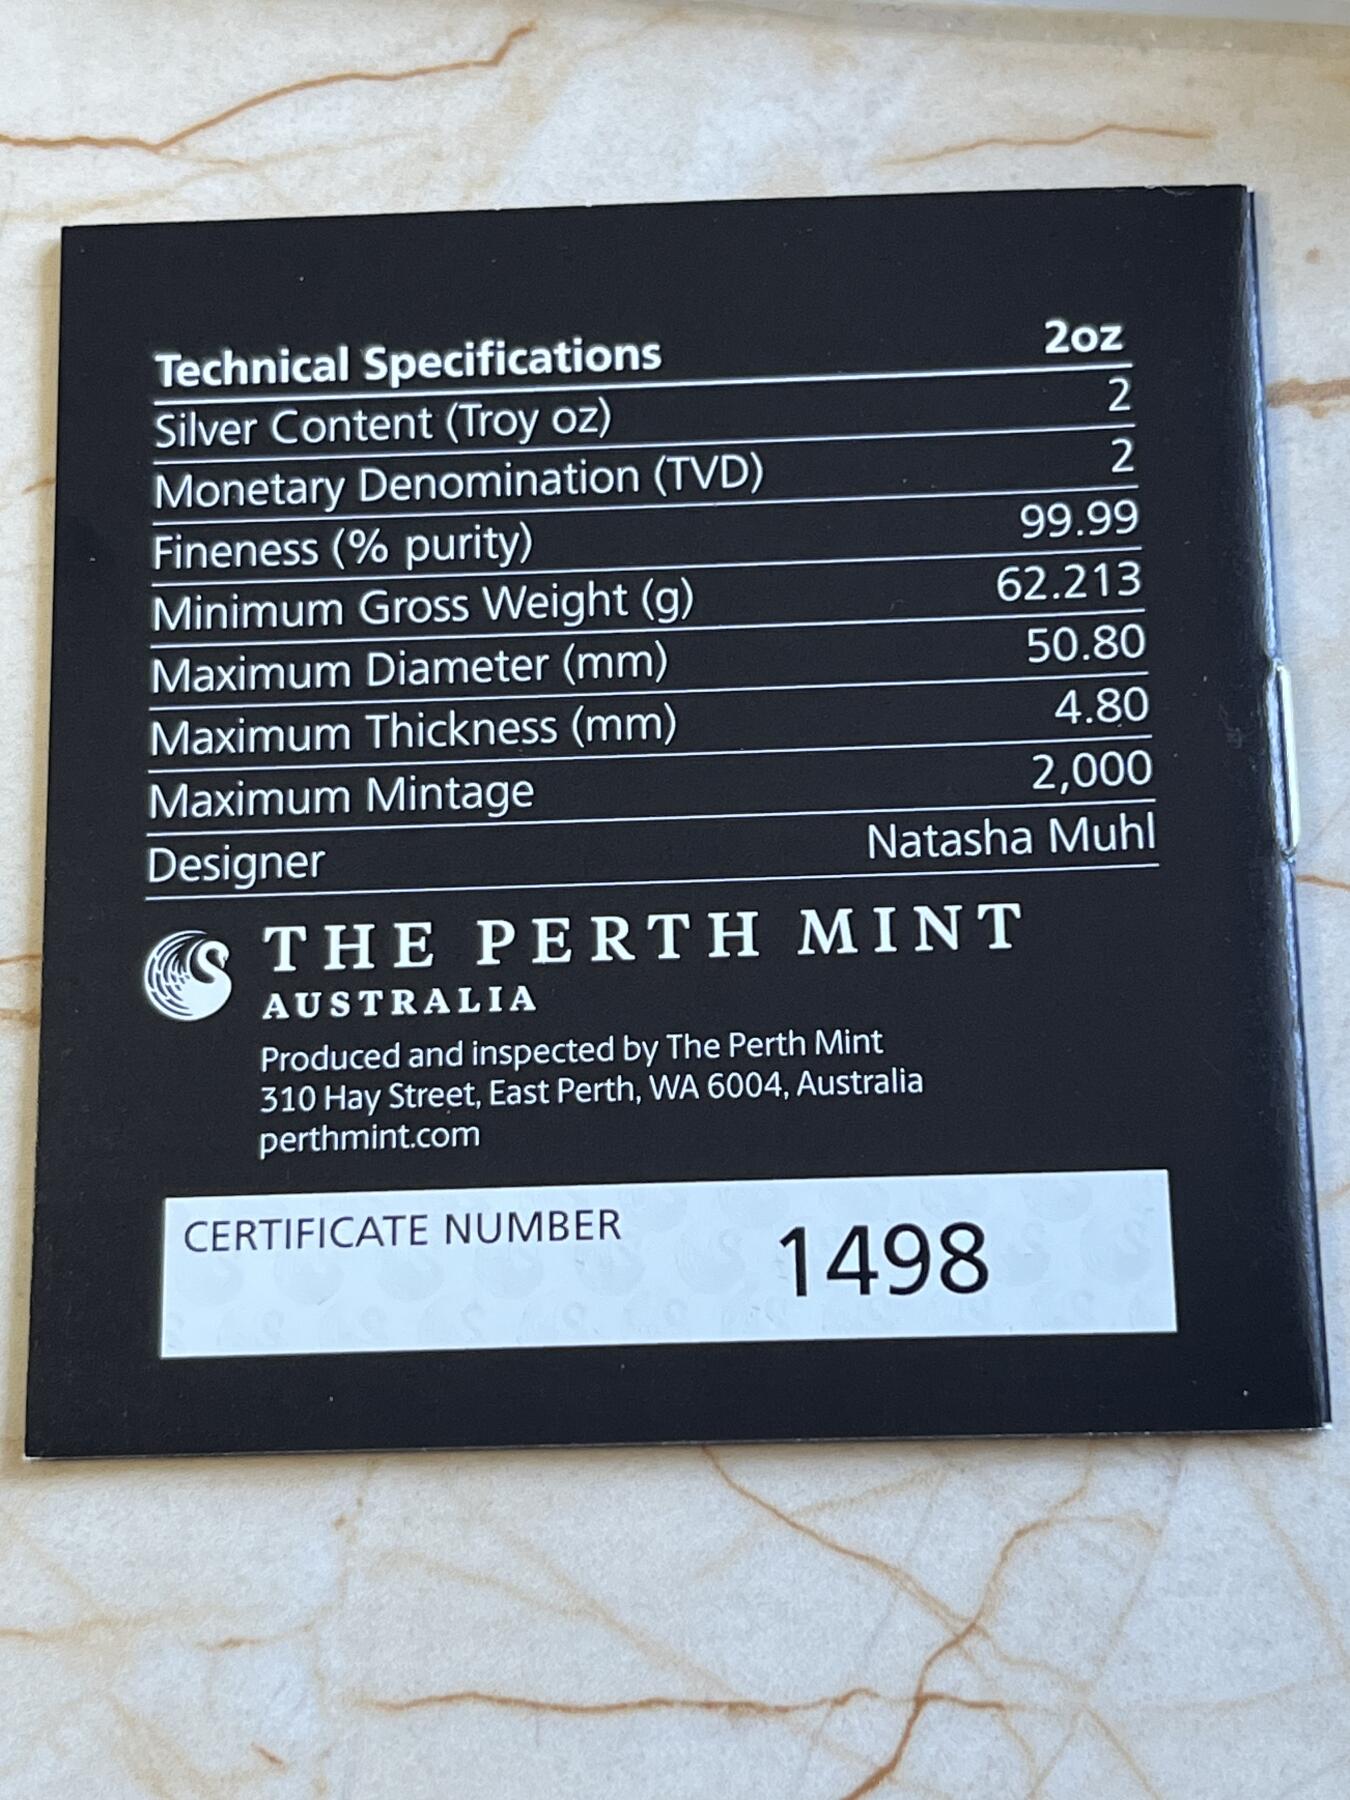 Technical Specifications 2oz
Silver Content (Troy oz) 2
Monetary Denomination (TVD) 2
Fineness (% purity) 99.99
Minimum Gross Weight (g) 62.213
Maximum Diameter (mm) 50.80
Maximum Thickness (mm) 4.80
Maximum Mintage 2,000
Designer Natasha Muhl
THE PERTH MINT
AUSTRALIA
Produced and inspected by The Perth Mint
310 Hay Street, East Perth, WA 6004, Australia
perthmint.com
CERTIFICATE NUMBER 1498